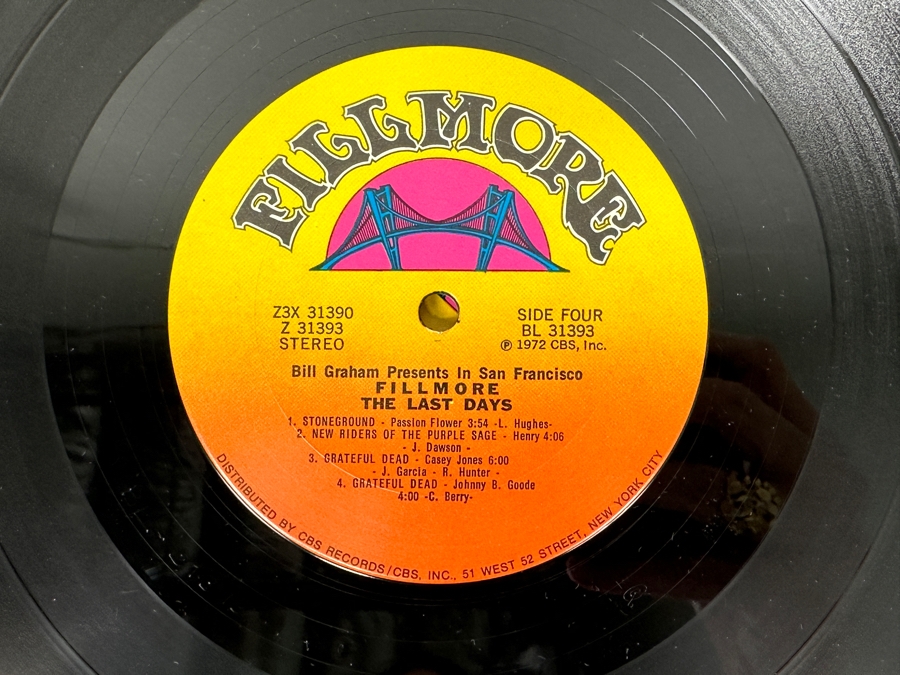 FILLMORE
Z3X 31390
Z 31393
STEREO
SIDE FOUR
BL 31393
℗ 1972 CBS, Inc.
Bill Graham Presents In San Francisco
FILLMORE
THE LAST DAYS
1. STONEGROUND - Passion Flower 3:54 -L. Hughes-
2. NEW RIDERS OF THE PURPLE SAGE - Henry 4:06
- J. Dawson -
3. GRATEFUL DEAD - Casey Jones 6:00
- J. Garcia - R. Hunter -
4. GRATEFUL DEAD - Johnny B. Goode
4:00 -C. Berry-
DISTRIBUTED BY CBS RECORDS/CBS, INC., 51 WEST 52 STREET, NEW YORK CITY